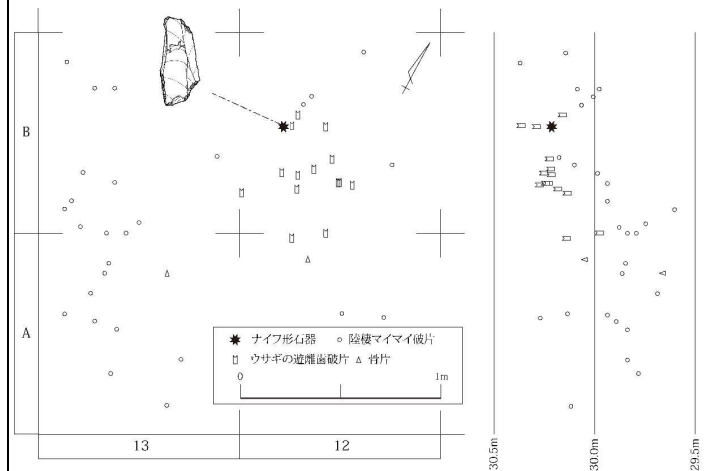 B
A
ナイフ形石器 陸棲マイマイ破片
ウサギの遊離歯破片 骨片
0 1m
13 12
30.5m 30.0m 29.5m